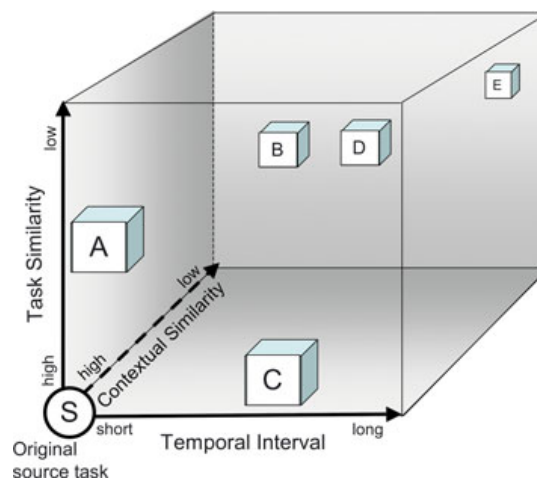 E
B
D
low
Task Similarity
A
low
Contextual Similarity
high
high
C
S
short
Temporal Interval
long
Original
source task